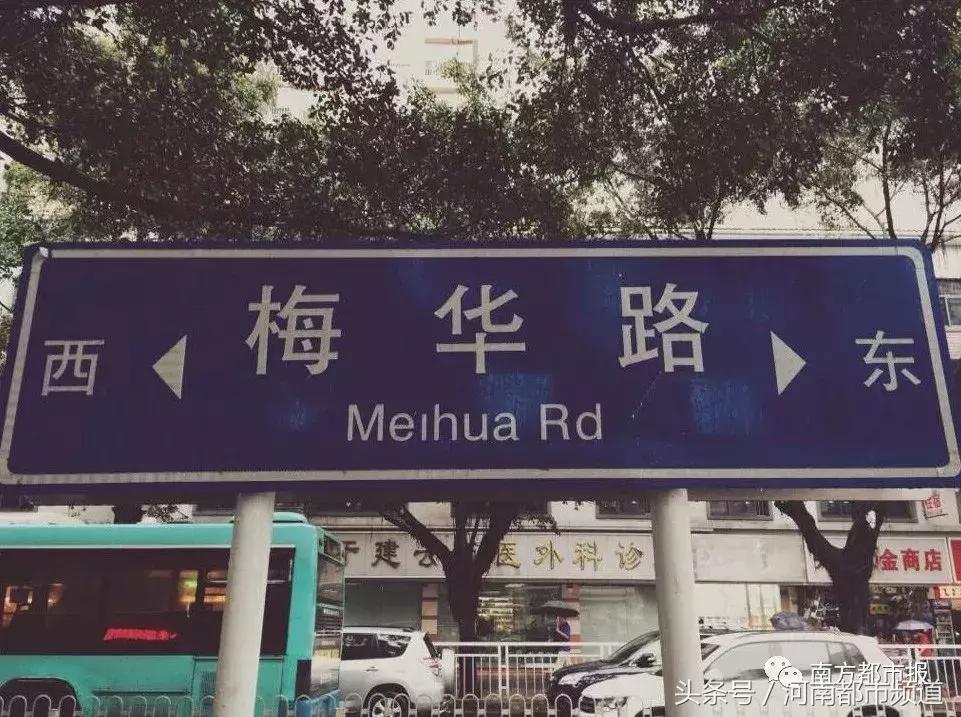 西 梅华路 东
Meihua Rd
建
医外科诊
金商店
南方都市报
头条号 / 河南都市频道